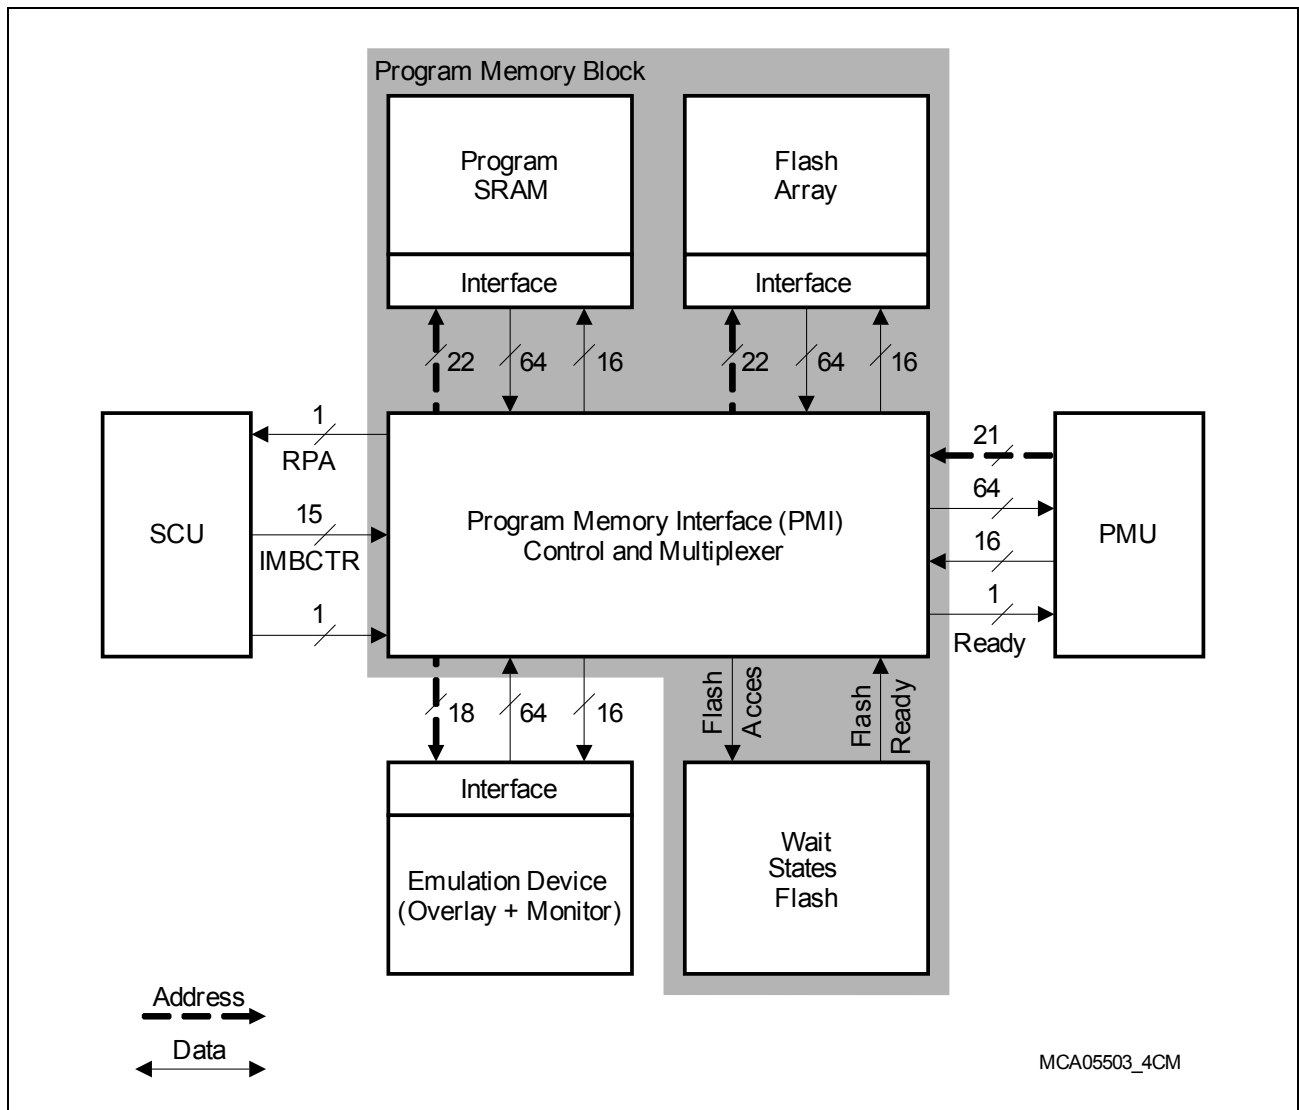 Program Memory Block
Program
SRAM
Flash
Array
Interface
Interface
22
64
16
22
64
16
1
RPA
15
IMBCTR
1
SCU
Program Memory Interface (PMI)
Control and Multiplexer
21
64
16
1
Ready
PMU
18
64
16
Flash
Acces
Flash
Ready
Interface
Emulation Device
(Overlay + Monitor)
Wait
States
Flash
Address
Data
MCA05503_4CM